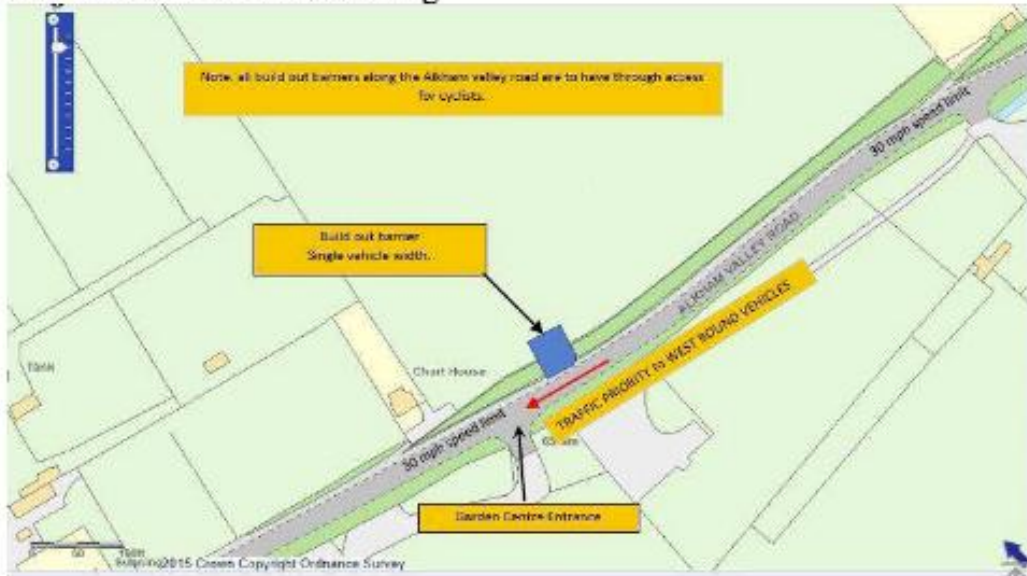 Note, all build out barriers along the Alkham valley road are to have through access
for cyclists.
30 mph speed limit
Build out barrier
Single vehicle width.
ALKHAM VALLEY ROAD
TRAFFIC PRIORITY to WEST BOUND VEHICLES
Chart House
30 mph speed limit
Garden Centre Entrance
0 50
2015 Crown Copyright Ordnance Survey